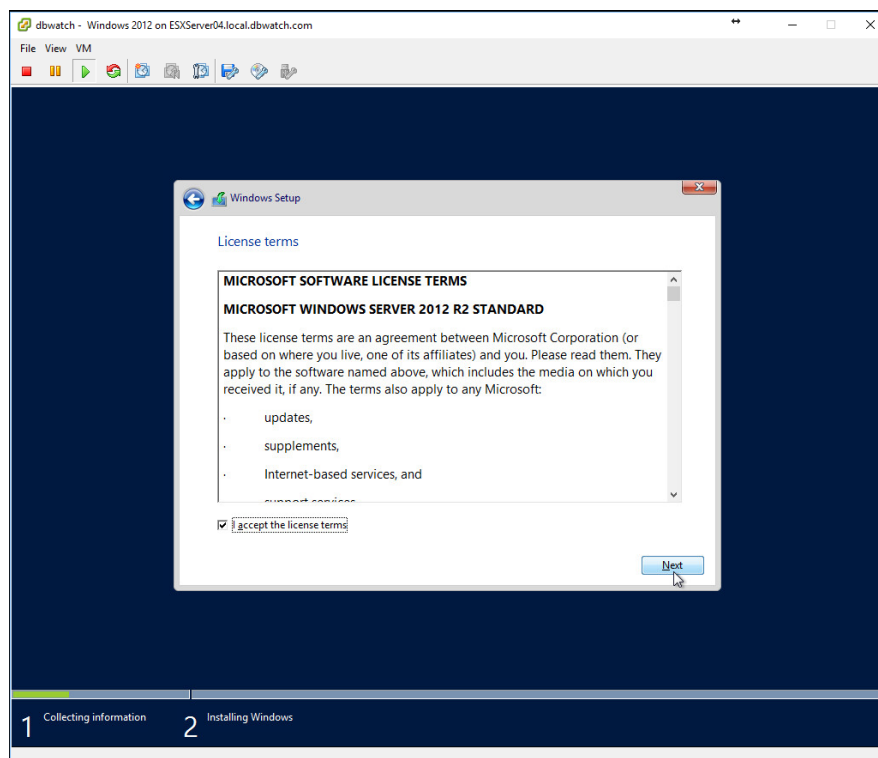 dbwatch - Windows 2012 on ESXServer04.local.dbwatch.com
File View VM
Windows Setup
License terms
MICROSOFT SOFTWARE LICENSE TERMS
MICROSOFT WINDOWS SERVER 2012 R2 STANDARD
These license terms are an agreement between Microsoft Corporation (or
based on where you live, one of its affiliates) and you. Please read them. They
apply to the software named above, which includes the media on which you
received it, if any. The terms also apply to any Microsoft:
· updates,
· supplements,
· Internet-based services, and
support services
I accept the license terms
Next
1 Collecting information 2 Installing Windows